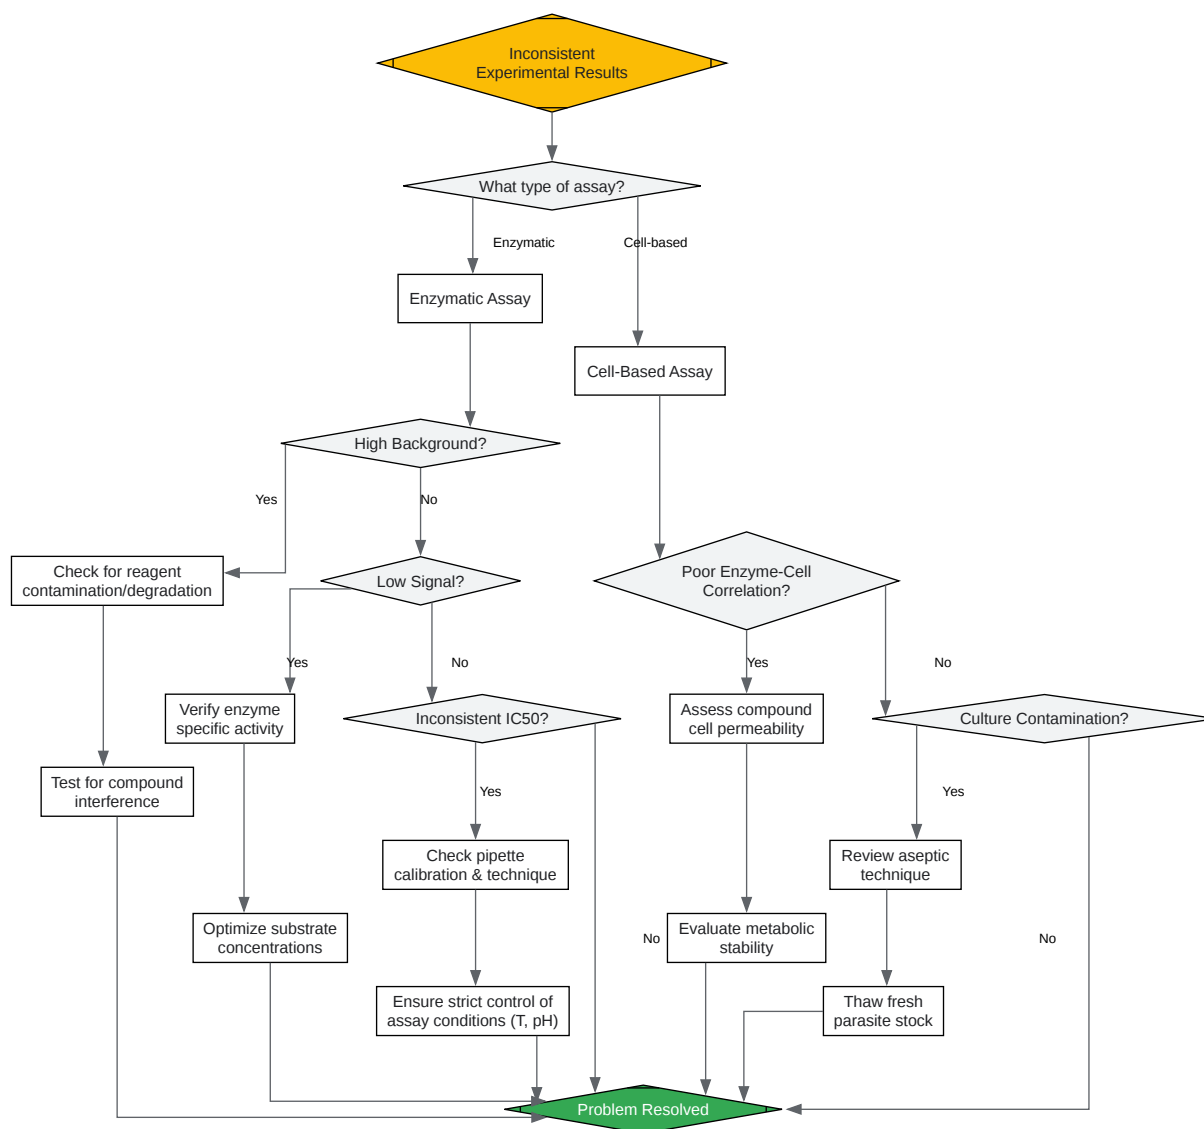 Inconsistent
Experimental Results
What type of assay?
Enzymatic
Cell-based
Enzymatic Assay
Cell-Based Assay
High Background?
Yes
No
Check for reagent
contamination/degradation
Low Signal?
Poor Enzyme-Cell
Correlation?
Yes
No
Yes
No
Verify enzyme
specific activity
Inconsistent IC50?
Assess compound
cell permeability
Culture Contamination?
Test for compound
interference
Yes
Yes
Check pipette
calibration & technique
Review aseptic
technique
Optimize substrate
concentrations
No
Evaluate metabolic
stability
No
Ensure strict control of
assay conditions (T, pH)
Thaw fresh
parasite stock
Problem Resolved